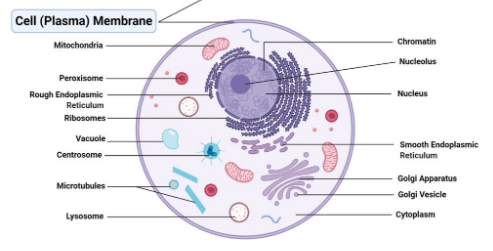 Cell (Plasma) Membrane
Mitochondria
Peroxisome
Rough Endoplasmic
Reticulum
Ribosomes
Vacuole
Centrosome
Microtubules
Lysosome
Chromatin
Nucleolus
Nucleus
Smooth Endoplasmic
Reticulum
Golgi Apparatus
Golgi Vesicle
Cytoplasm